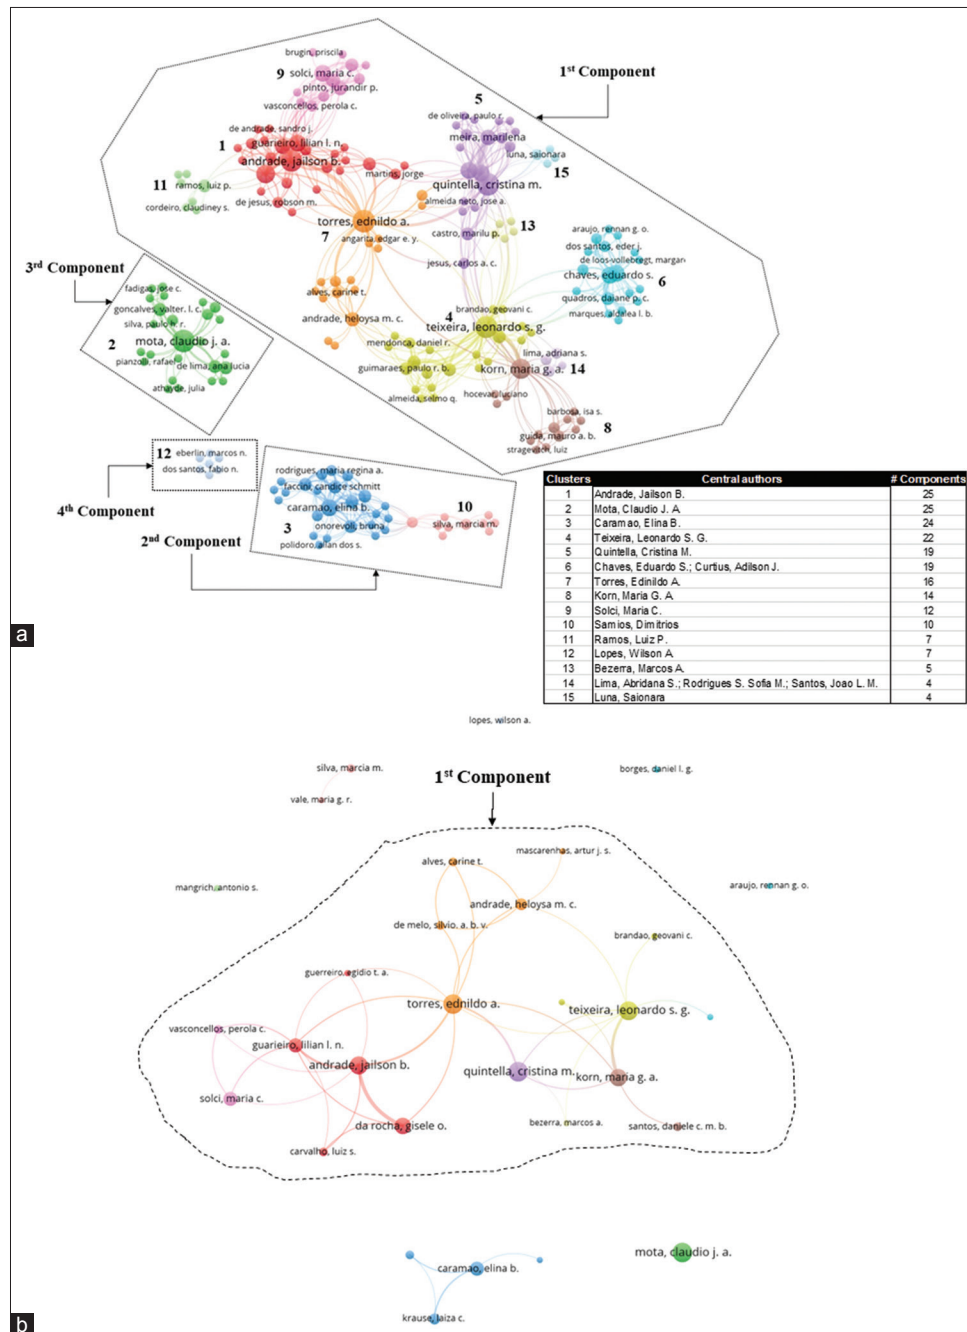 brugin, priscila
9 solci, maria c.
pinto, jurandir p.
vasconcellos, perola c.
1st Component
5
de oliveira, paulo r.
meira, marilena
luna, saionara
15
de andrade, sandro j.
1 guarieiro, lilian l. n.
andrade, jailson b.
martins, jorge
quintella, cristina m.
11
ramos, luiz p.
de jesus, robson m.
almeida neto, jose a.
cordeiro, claudiney s.
torres, ednildo a.
13
castro, marilu p.
7 angarita, edgar e. y.
araujo, rennan g. o.
dos santos, eder j.
de loos-vollebregt, margan
chaves, eduardo s.
6
jesus, carlos a. c.
quadros, daiane p. c.
marques, aldalea l. b.
3rd Component
fadigas, jose c.
goncalves, valter. l. c.
silva, paulo h. r.
2 mota, claudio j. a.
pianzolli, rafael
de lima, ana lucia
athayde, julia
alves, carine t.
andrade, heloysa m. c.
brandao, geovani c.
4
teixeira, leonardo s. g.
mendonca, daniel r.
lima, adriana s.
guimaraes, paulo r. b.
korn, maria g. a.
14
almeida, selmo q.
hocevar, luciano
barbosa, isa s.
guida, mauro a. b.
8
stragevitch, luiz
12 eberlin, marcos n.
dos santos, fabio n.
4th Component
rodrigues, maria regina a.
faccini, candice schmitt
caramao, elina b.
10
3 onorevoli, bruna
silva, marcia m.
polidoro, allan dos s.
2nd Component
Clusters Central authors # Components
1 Andrade, Jailson B. 25
2 Mota, Claudio J. A 25
3 Caramao, Elina B. 24
4 Teixeira, Leonardo S. G. 22
5 Quintella, Cristina M. 19
6 Chaves, Eduardo S.; Curtius, Adilson J. 19
7 Torres, Edinildo A. 16
8 Korn, Maria G. A 14
9 Solci, Maria C. 12
10 Samios, Dimitrios 10
11 Ramos, Luiz P. 7
12 Lopes, Wilson A. 7
13 Bezerra, Marcos A. 5
14 Lima, Abridana S.; Rodrigues S. Sofia M.; Santos, Joao L. M. 4
15 Luna, Saionara 4
a
lopes, wilson a.
silva, marcia m.
borges, daniel l. g.
1st Component
vale, maria g. r.
mascarenhas, artur j. s.
alves, carine t.
mangrich, antonio s.
araujo, rennan g. o.
andrade, heloysa m. c.
de melo, silvio. a. b. v.
brandao, geovani c.
guerreiro, egidio t. a.
torres, ednildo a.
teixeira, leonardo s. g.
vasconcellos, perola c.
guarieiro, lilian l. n.
andrade, jailson b.
quintella, cristina m.
korn, maria g. a.
solci, maria c.
da rocha, gisele o.
bezerra, marcos a.
santos, daniele c. m. b.
carvalho, luiz s.
mota, claudio j. a.
caramao, elina b.
krause, laiza c.
b